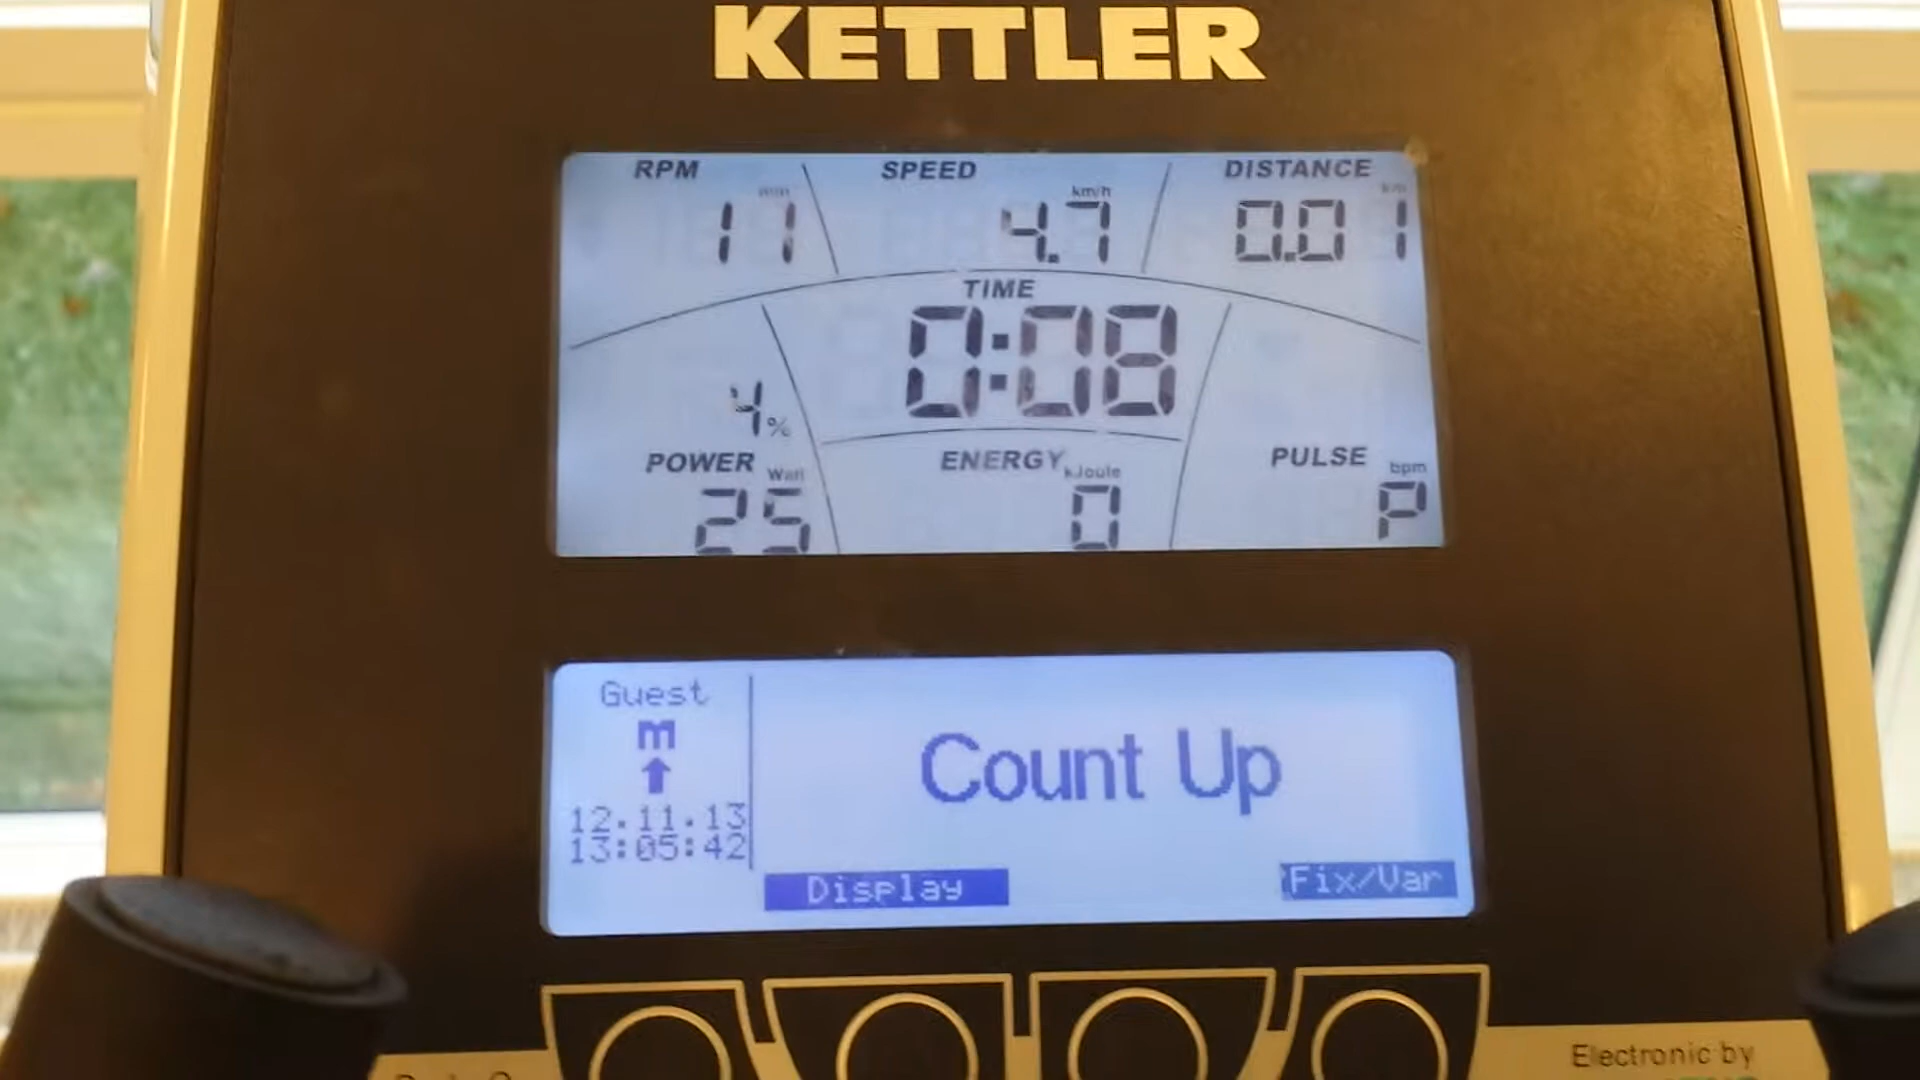 KETTLER
RPM SPEED DISTANCE
km/h
11 4.7 0.01
TIME
0:08
4%
POWER Watt ENERGY kJoule PULSE bpm
25 0 P
Guest
m
12.11.13
13:05:42
Count Up
Display Fix/Var
Electronic by